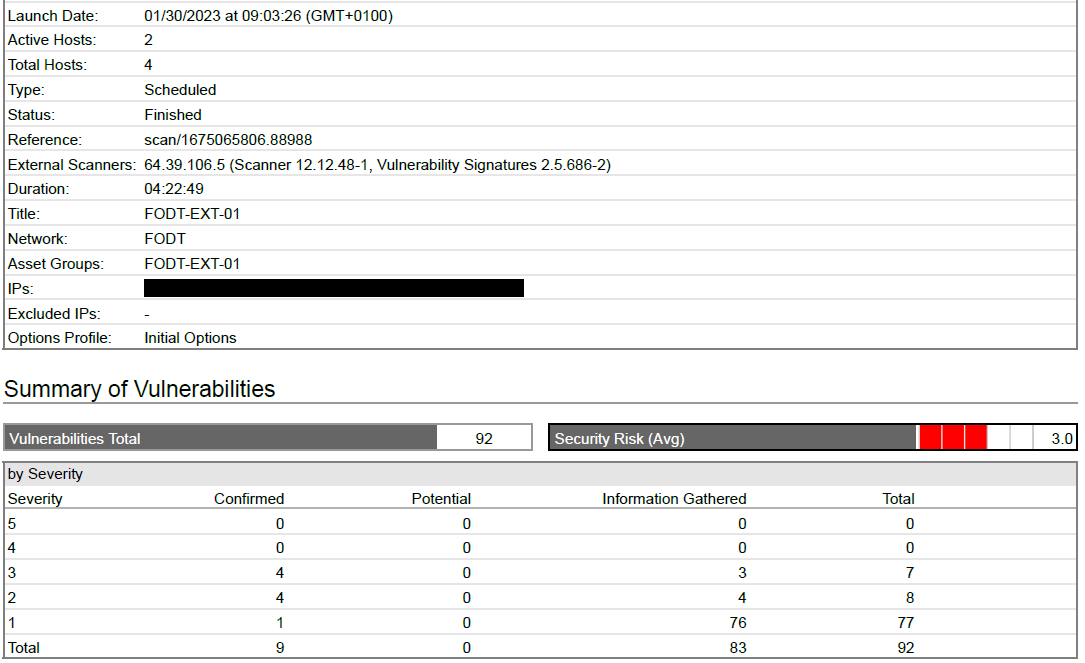 Launch Date: 01/30/2023 at 09:03:26 (GMT+0100)
Active Hosts: 2
Total Hosts: 4
Type: Scheduled
Status: Finished
Reference: scan/1675065806.88988
External Scanners: 64.39.106.5 (Scanner 12.12.48-1, Vulnerability Signatures 2.5.686-2)
Duration: 04:22:49
Title: FODT-EXT-01
Network: FODT
Asset Groups: FODT-EXT-01
IPs:
Excluded IPs: -
Options Profile: Initial Options
Summary of Vulnerabilities
Vulnerabilities Total 92 Security Risk (Avg) 3.0
by Severity
Severity Confirmed Potential Information Gathered Total
5 0 0 0 0
4 0 0 0 0
3 4 0 3 7
2 4 0 4 8
1 1 0 76 77
Total 9 0 83 92